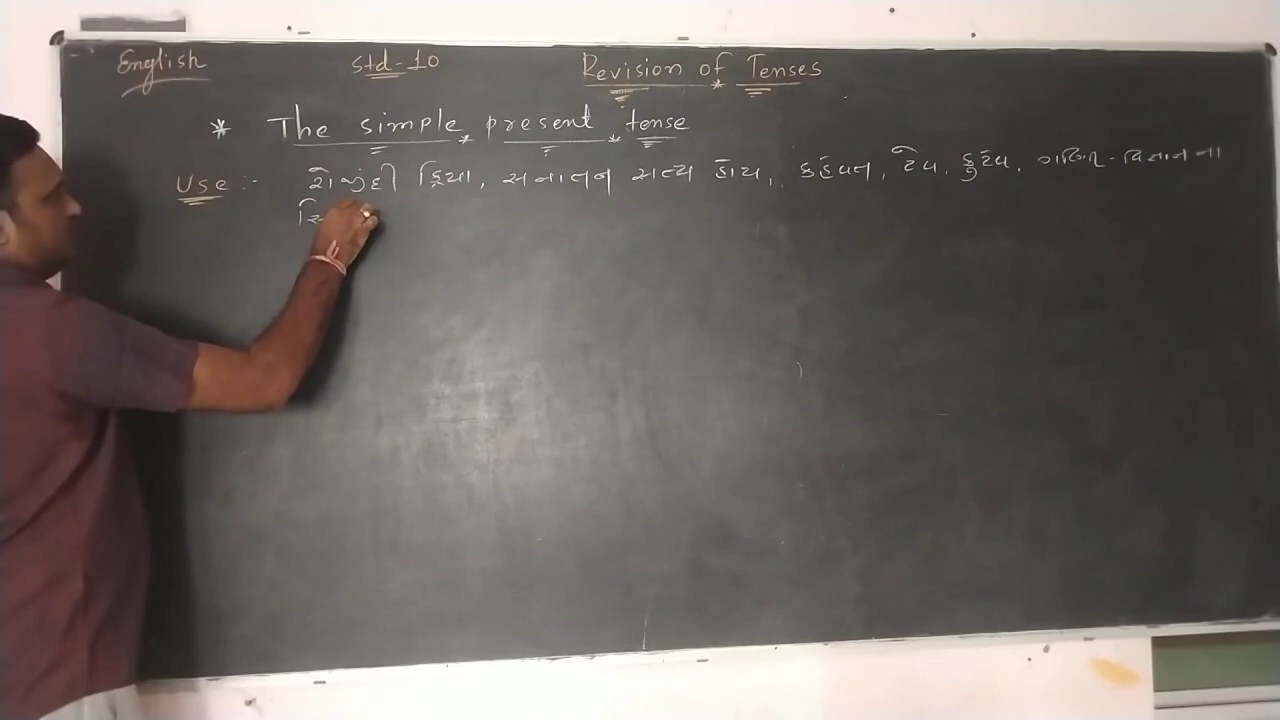 English std-10 Revision of Tenses
* The simple present tense
Use :- રોજીંદી ક્રિયા, સનાતન સત્ય હોય, કહેવત, ટેવ, કુટેવ, ગણિત-વિજ્ઞાનના